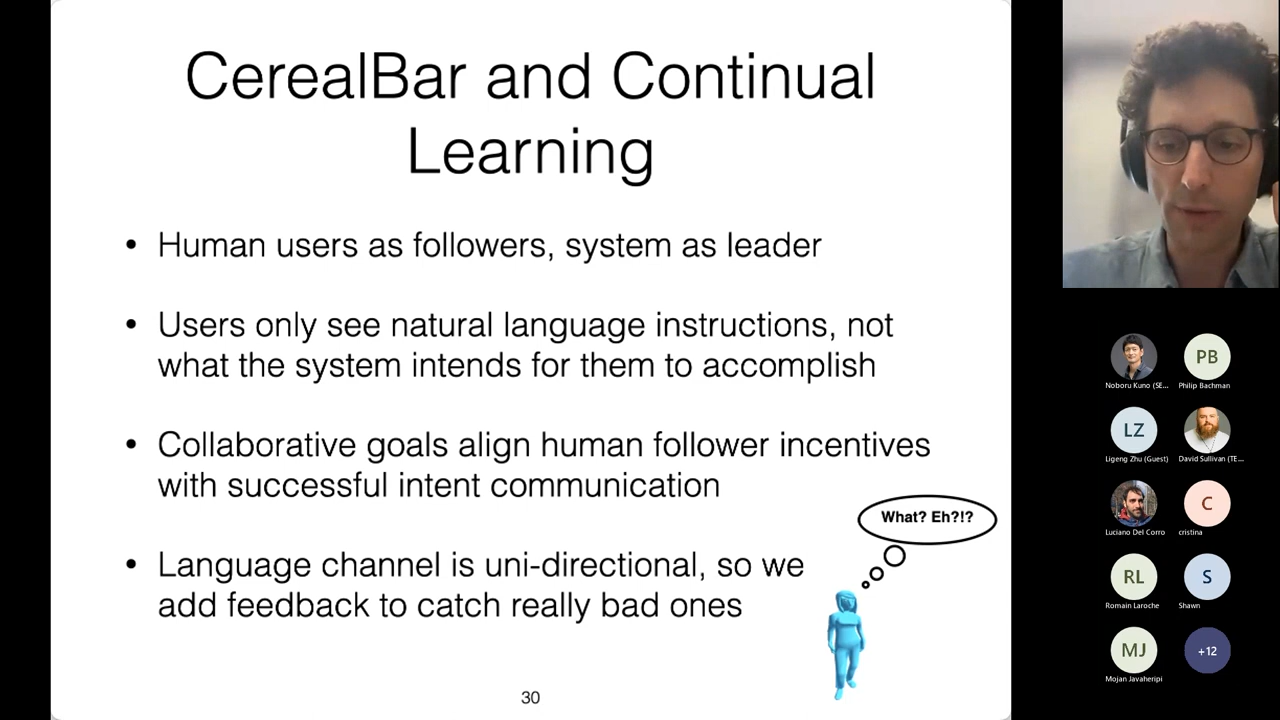 CerealBar and Continual
Learning
• Human users as followers, system as leader
• Users only see natural language instructions, not
what the system intends for them to accomplish
• Collaborative goals align human follower incentives
with successful intent communication
• Language channel is uni-directional, so we
add feedback to catch really bad ones
What? Eh?!?
30
Noboru Kuno (SE...
PB
Philip Bachman
LZ
Ligeng Zhu (Guest)
David Sullivan (TE...
Luciano Del Corro
C
cristina
RL
Romain Laroche
S
Shawn
MJ
Mojan Javaheripi
+12